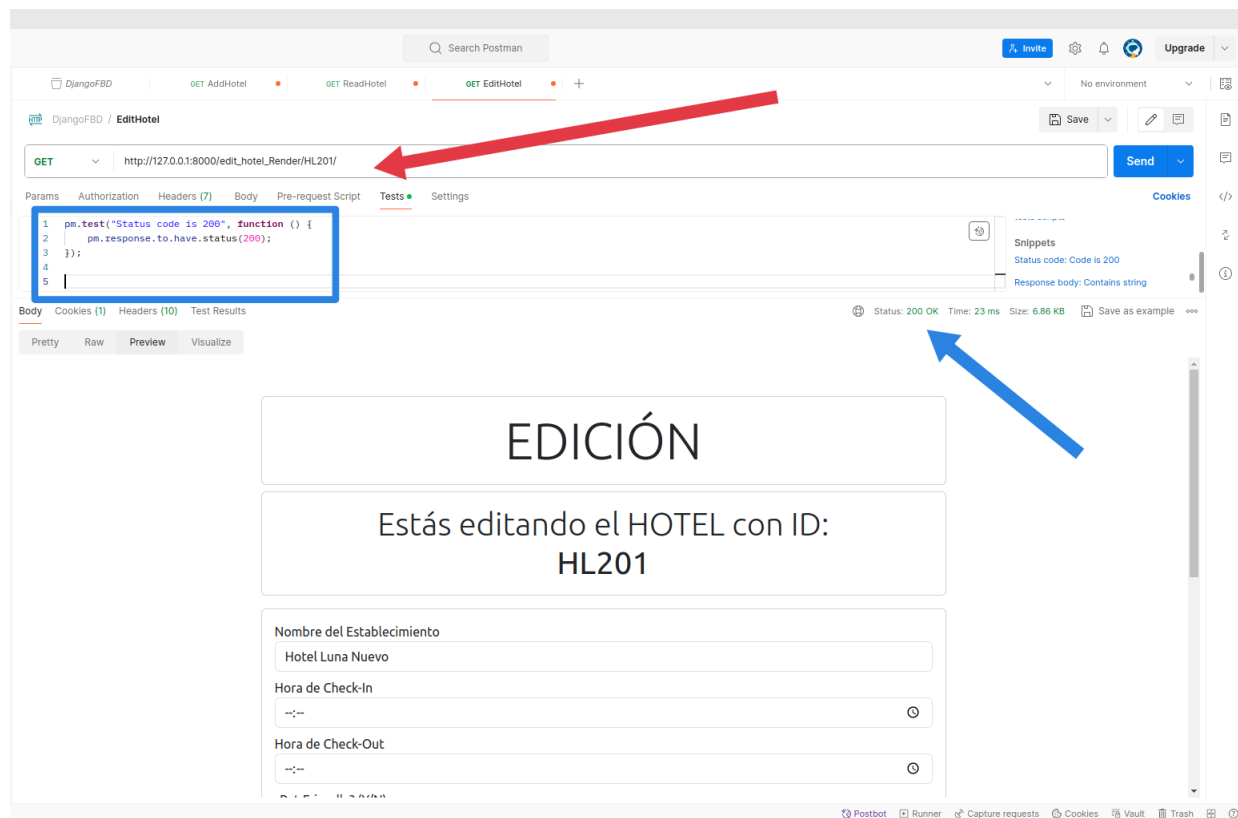 Search Postman
Invite
Upgrade
DjangoFBD
GET AddHotel
GET ReadHotel
GET EditHotel
No environment
HTTP DjangoFBD / EditHotel
Save
GET
http://127.0.0.1:8000/edit_hotel_Render/HL201/
Send
Params Authorization Headers (7) Body Pre-request Script Tests Settings
Cookies
1 pm.test("Status code is 200", function () {
2 pm.response.to.have.status(200);
3 });
4
5
Snippets
Status code: Code is 200
Response body: Contains string
Body Cookies (1) Headers (10) Test Results
Status: 200 OK Time: 23 ms Size: 6.86 KB Save as example
Pretty Raw Preview Visualize
EDICIÓN
Estás editando el HOTEL con ID:
HL201
Nombre del Establecimiento
Hotel Luna Nuevo
Hora de Check-In
--:--
Hora de Check-Out
--:--
Postbot Runner Capture requests Cookies Vault Trash